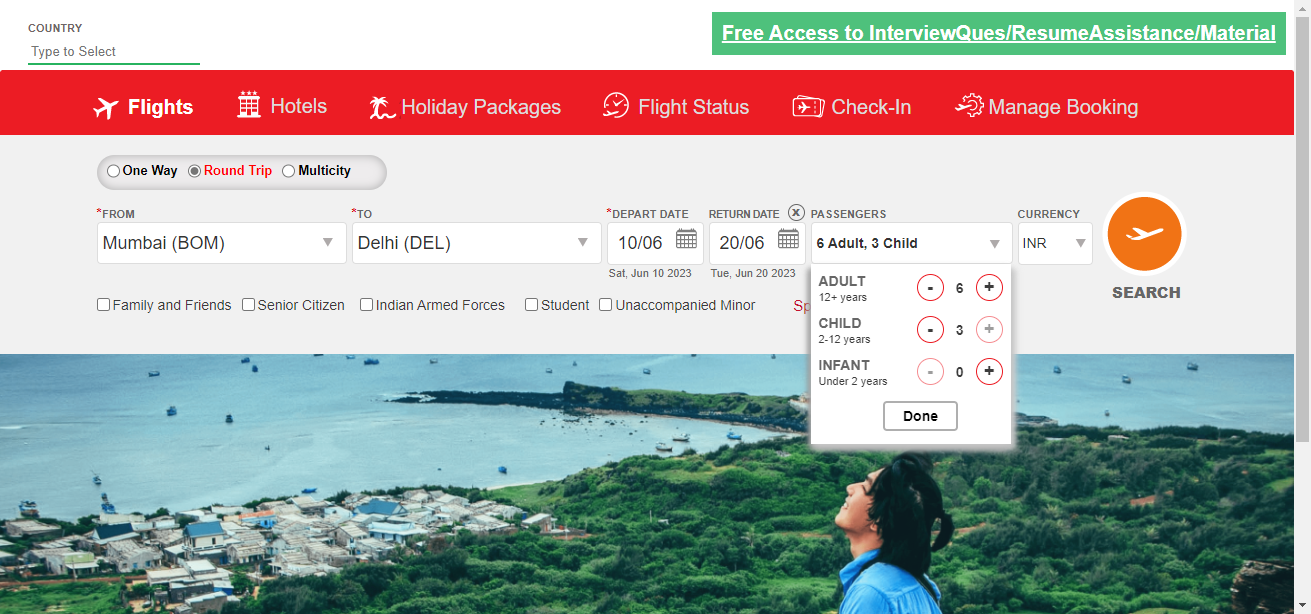 COUNTRY
Type to Select
Free Access to InterviewQues/ResumeAssistance/Material
Flights Hotels Holiday Packages Flight Status Check-In Manage Booking
One Way Round Trip Multicity
*FROM *TO *DEPART DATE RETURN DATE X PASSENGERS CURRENCY
Mumbai (BOM) Delhi (DEL) 10/06 20/06 6 Adult, 3 Child INR
Sat, Jun 10 2023 Tue, Jun 20 2023
SEARCH
Family and Friends Senior Citizen Indian Armed Forces Student Unaccompanied Minor Sp
ADULT - 6 +
12+ years
CHILD - 3 +
2-12 years
INFANT - 0 +
Under 2 years
Done